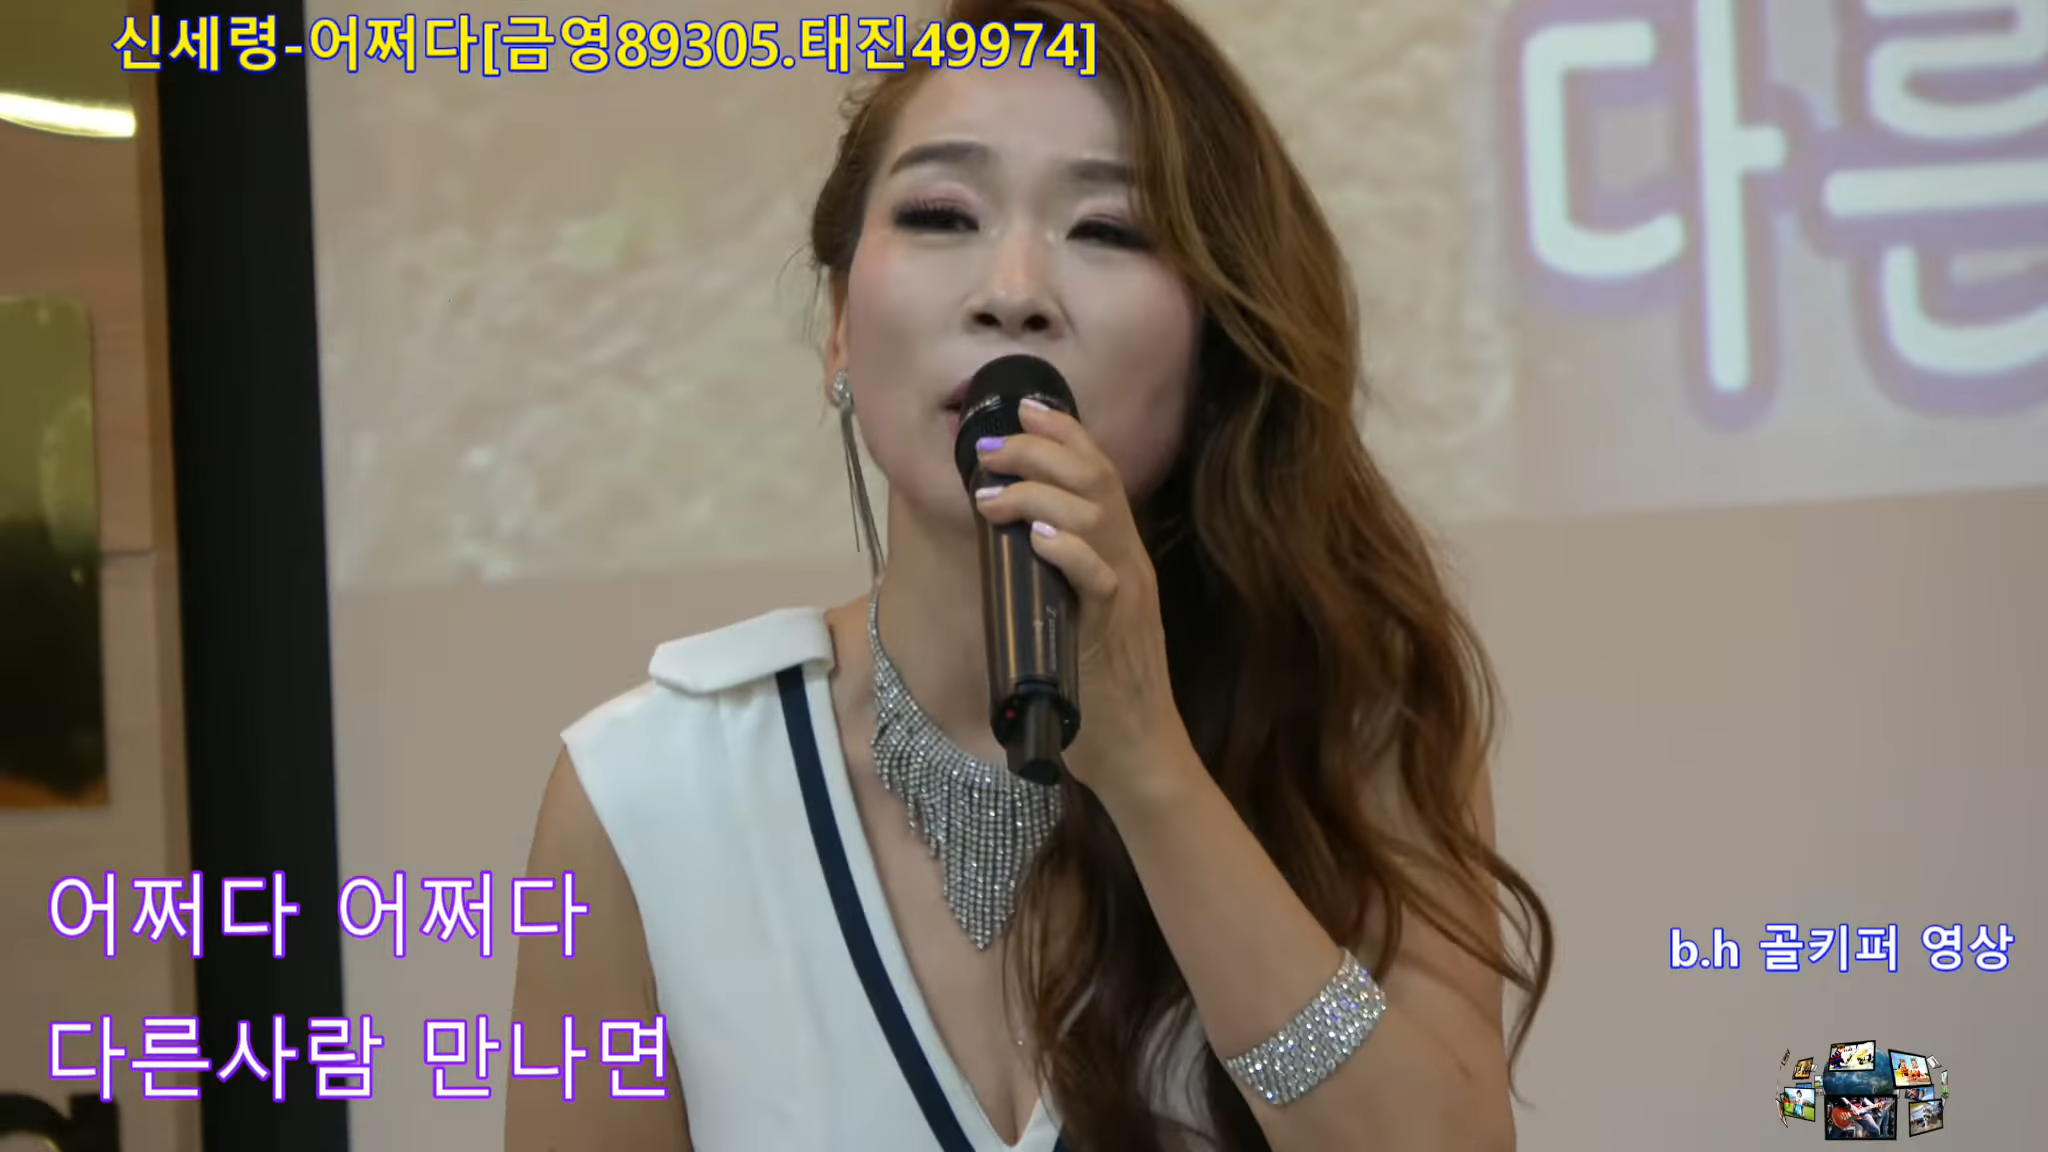 신세령-어쩌다[금영89305.태진49974]
다른
어쩌다 어쩌다
다른사람 만나면
b.h 골키퍼 영상